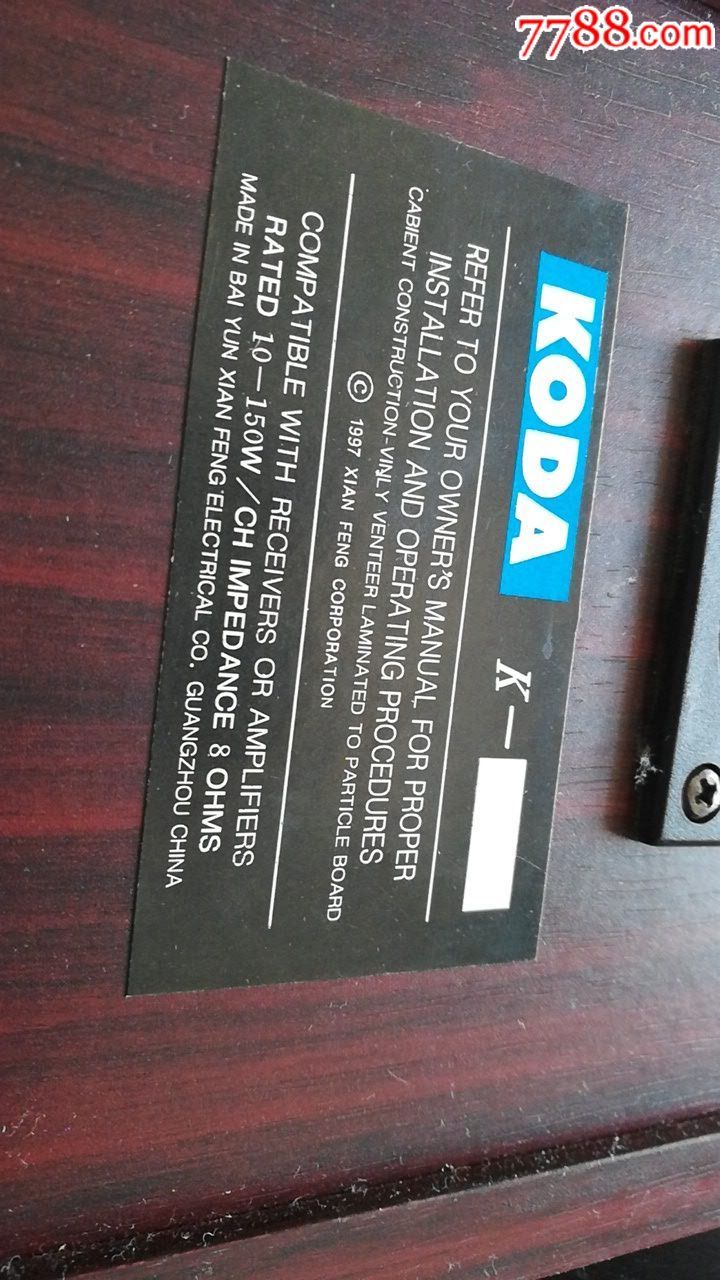 7788.com
KODA
K—
REFER TO YOUR OWNER'S MANUAL FOR PROPER
INSTALLATION AND OPERATING PROCEDURES
CABIENT CONSTRUCTION-VINLY VENTEER LAMINATED TO PARTICLE BOARD
© 1997 XIAN FENG CORPORATION
COMPATIBLE WITH RECEIVERS OR AMPLIFIERS
RATED 10—150W/CH IMPEDANCE 8 OHMS
MADE IN BAI YUN XIAN FENG ELECTRICAL CO. GUANGZHOU CHINA